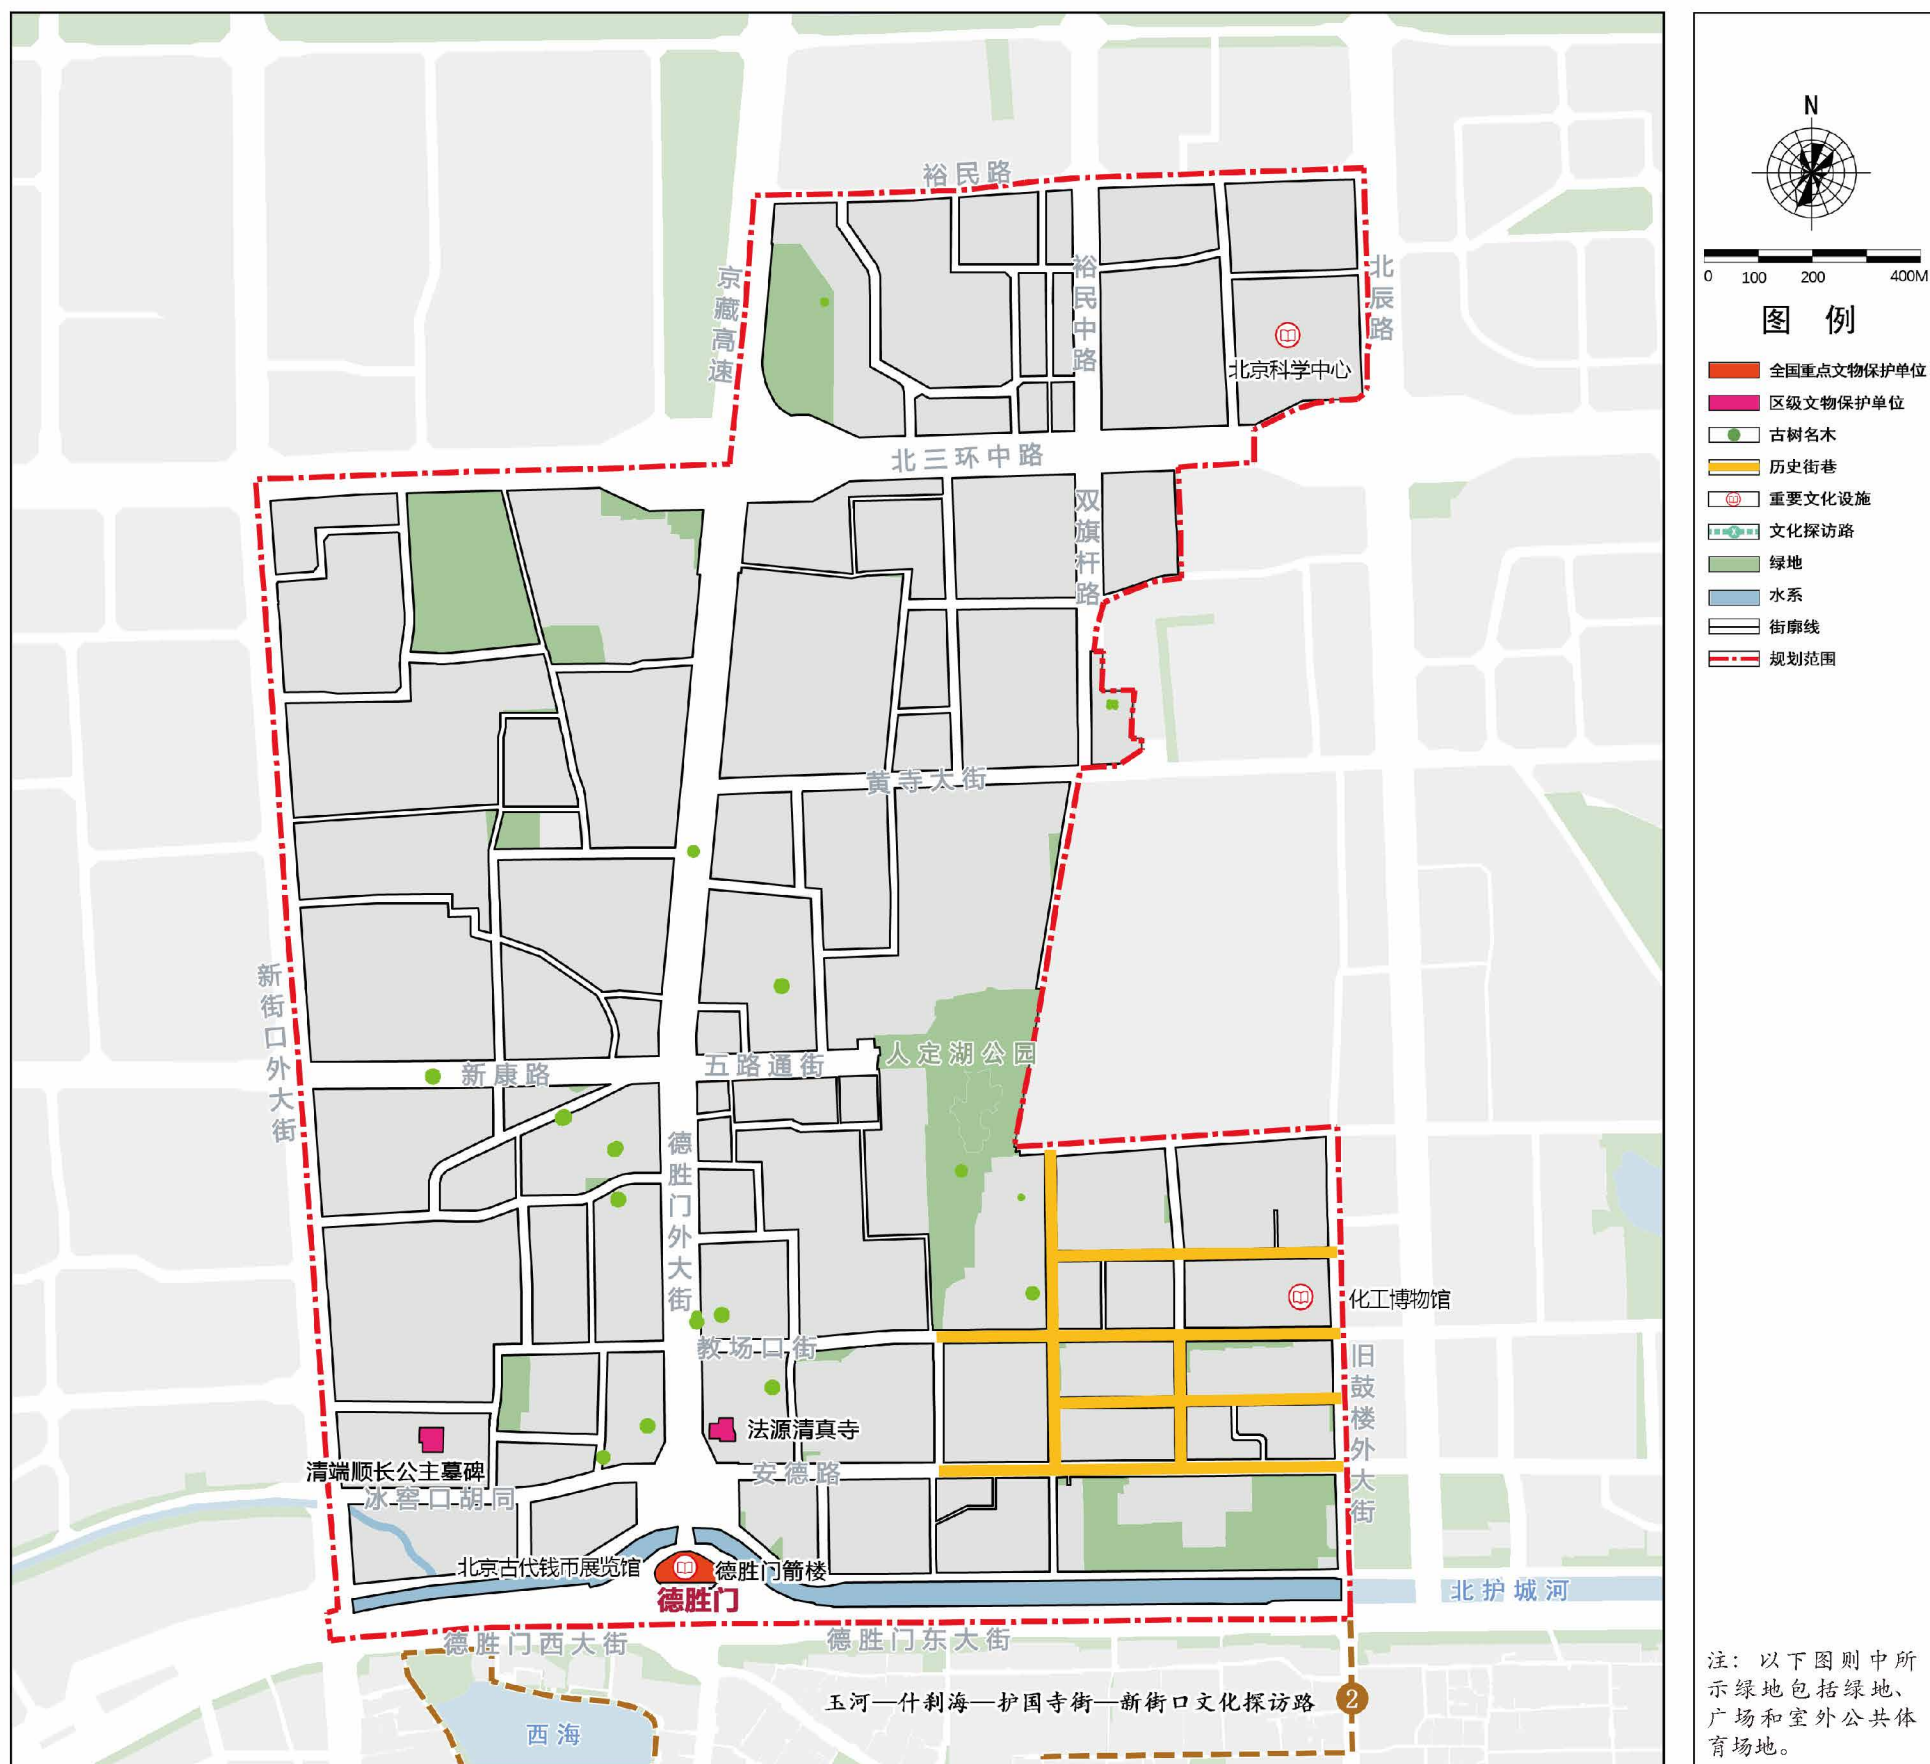 裕民路
京藏高速
裕民中路
北辰路
北京科学中心
北三环中路
双旗杆路
黄寺大街
新街口外大街
新康路
五路通街
人定湖公园
德胜门外大街
化工博物馆
教场口街
旧鼓楼外大街
法源清真寺
清端顺长公主墓碑
安德路
冰窖口胡同
北京古代钱币展览馆
德胜门箭楼
德胜门
北护城河
德胜门西大街
德胜门东大街
玉河—什刹海—护国寺街—新街口文化探访路
2
西海
N
0 100 200 400M
图例
全国重点文物保护单位
区级文物保护单位
古树名木
历史街巷
重要文化设施
文化探访路
绿地
水系
街廓线
规划范围
注：以下图则中所
示绿地包括绿地、
广场和室外公共体
育场地。